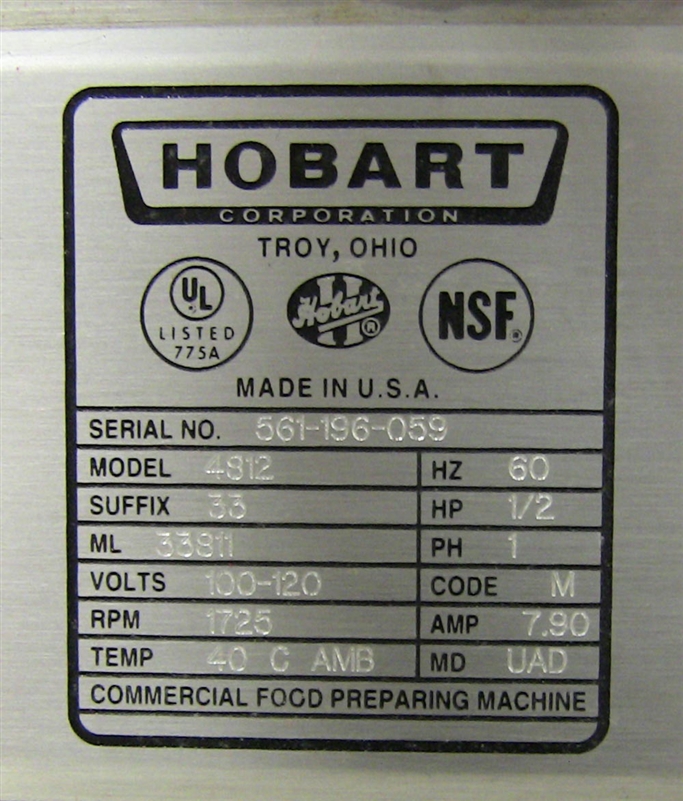 HOBART
CORPORATION
TROY, OHIO
UL
LISTED
775A
H
Hobart
®
NSF®
MADE IN U.S.A.
SERIAL NO. 561-196-059
MODEL 4812 HZ 60
SUFFIX 33 HP 1/2
ML 33811 PH 1
VOLTS 100-120 CODE M
RPM 1725 AMP 7.90
TEMP 40 C AMB MD UAD
COMMERCIAL FOOD PREPARING MACHINE